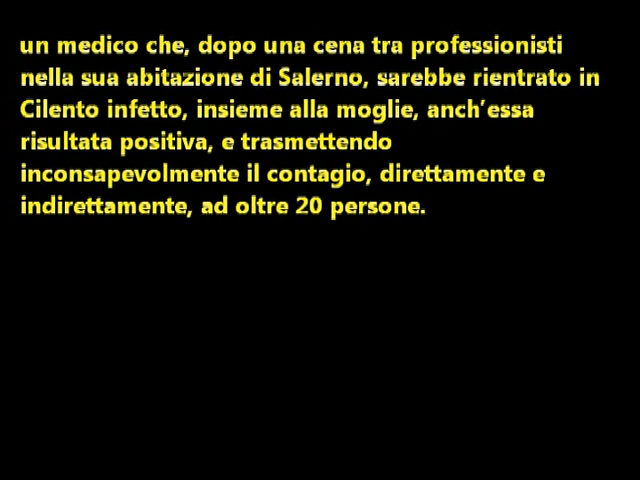 un medico che, dopo una cena tra professionisti
nella sua abitazione di Salerno, sarebbe rientrato in
Cilento infetto, insieme alla moglie, anch’essa
risultata positiva, e trasmettendo
inconsapevolmente il contagio, direttamente e
indirettamente, ad oltre 20 persone.